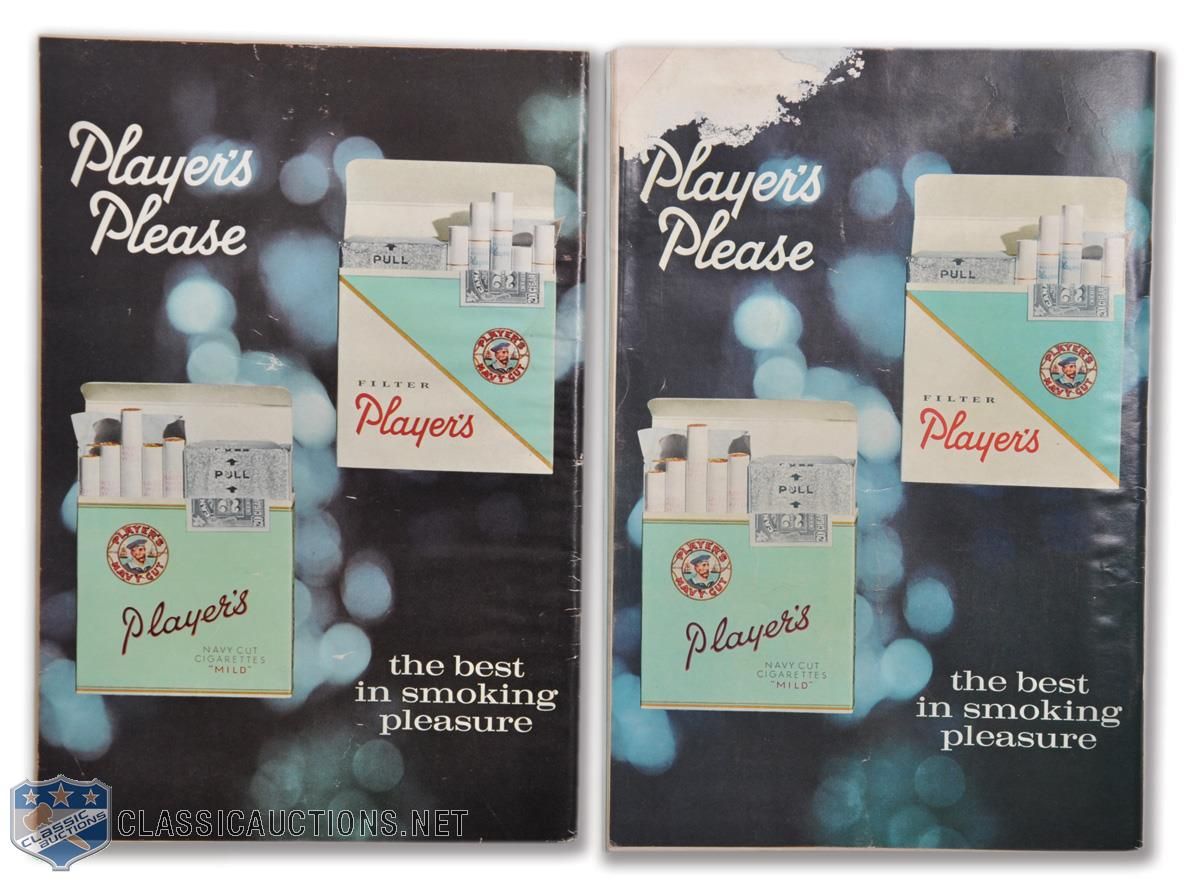 Player's
Please
PULL
PLAYER'S
NAVY CUT
FILTER
Player's
PULL
PLAYER'S
NAVY CUT
Player's
NAVY CUT
CIGARETTES
"MILD"
the best
in smoking
pleasure
Player's
Please
PULL
PLAYER'S
NAVY CUT
FILTER
Player's
PULL
PLAYER'S
NAVY CUT
Player's
NAVY CUT
CIGARETTES
"MILD"
the best
in smoking
pleasure
CLASSIC
AUCTIONS
CLASSICAUCTIONS.NET